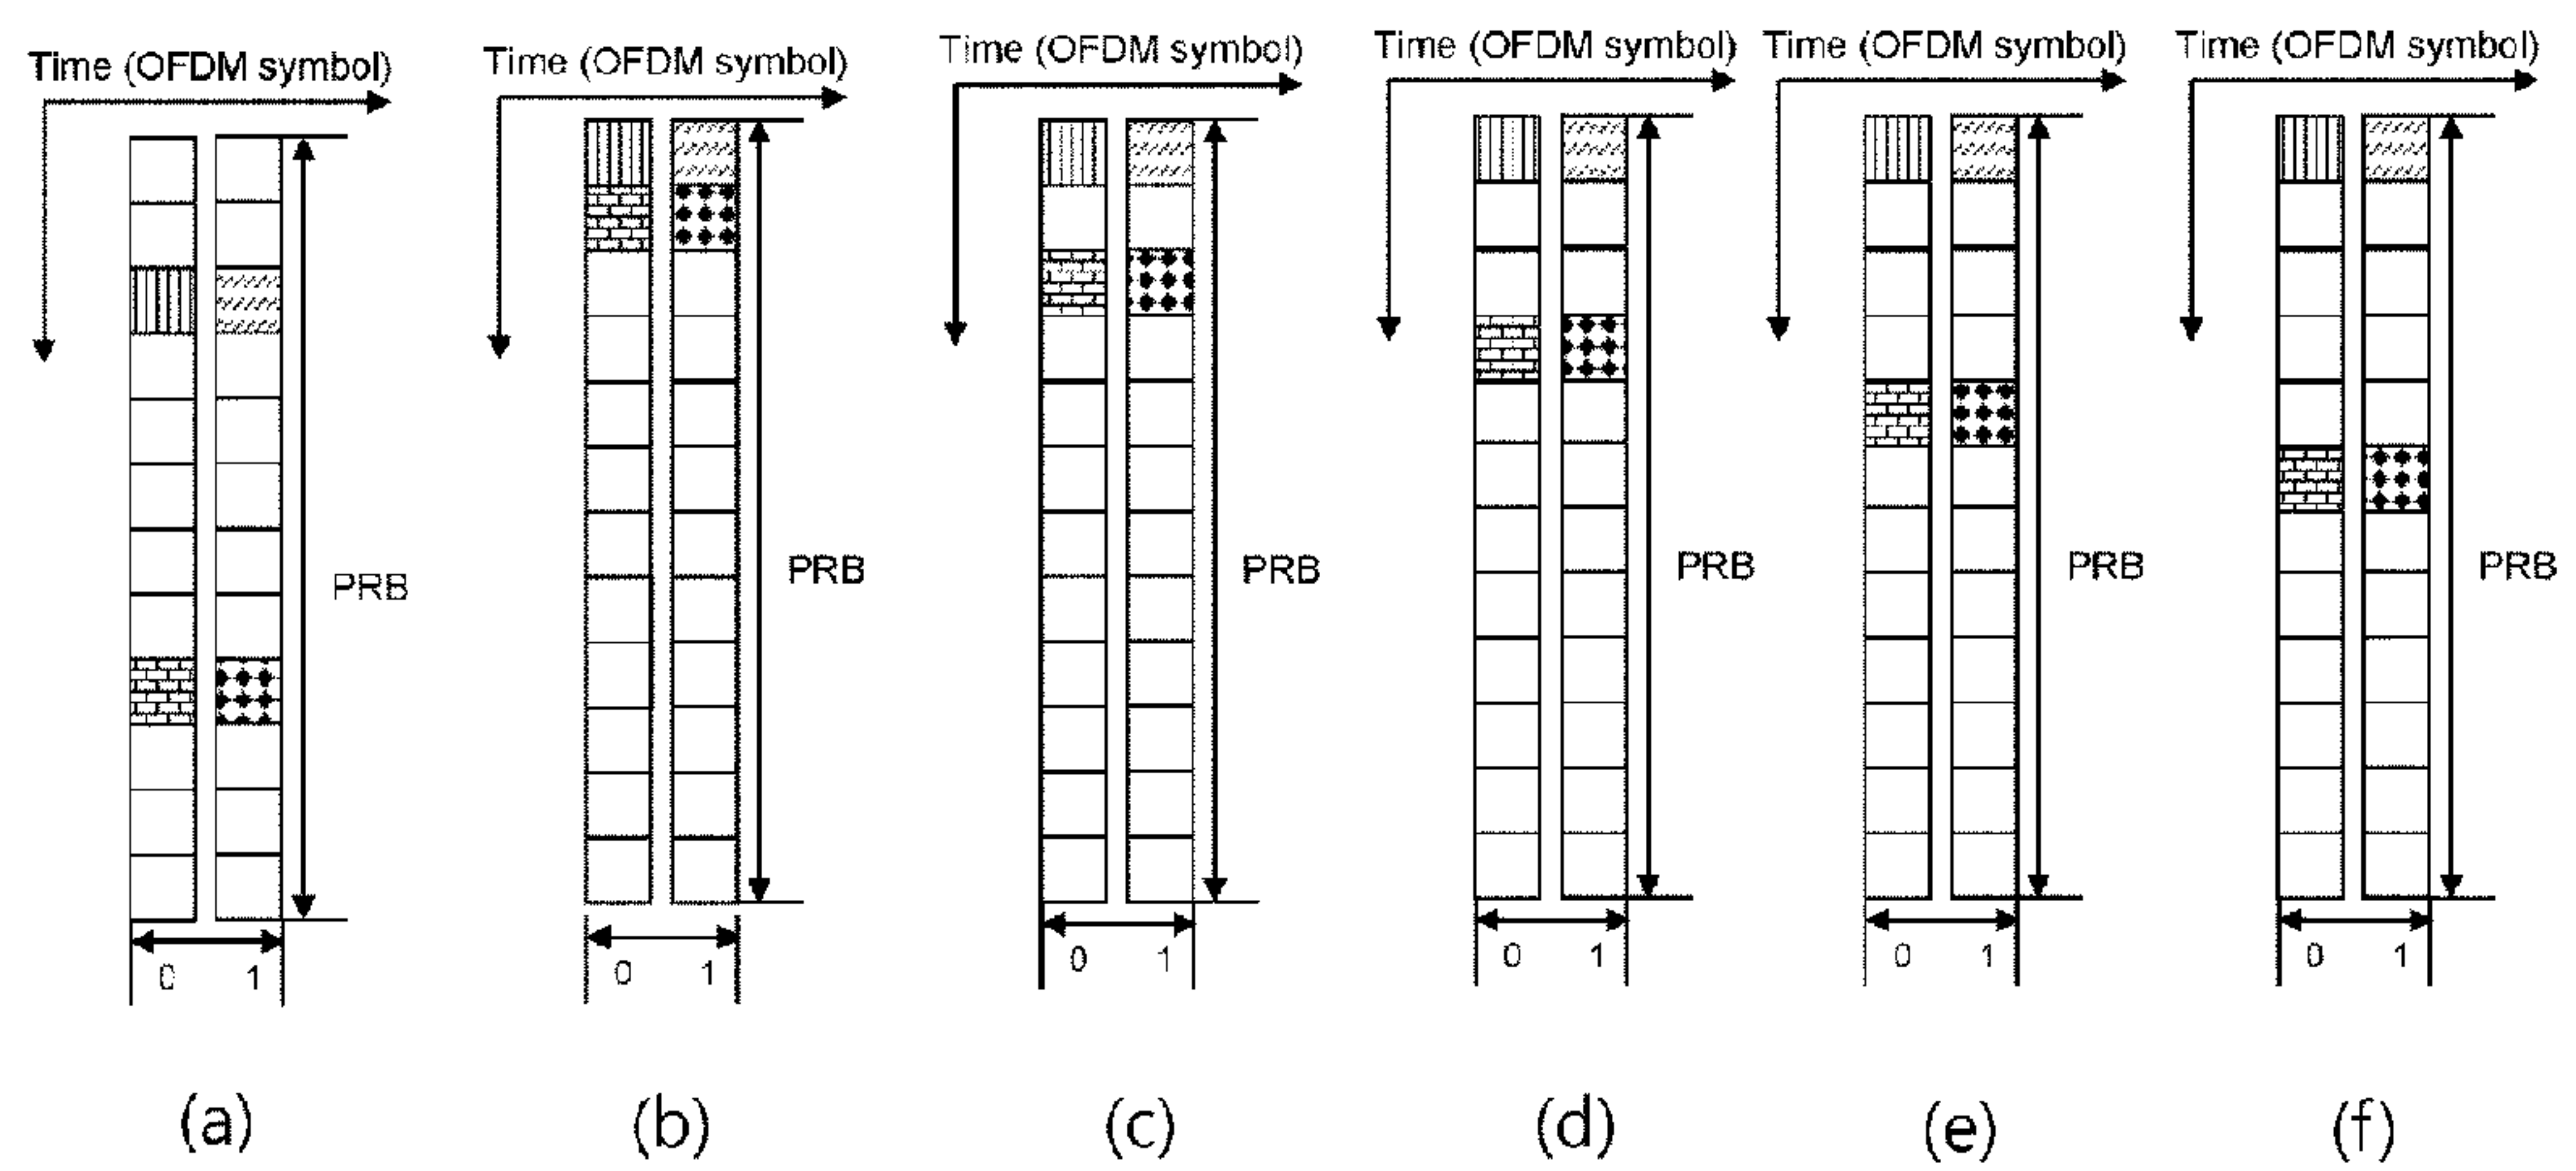 Time (OFDM symbol) Time (OFDM symbol) Time (OFDM symbol) Time (OFDM symbol) Time (OFDM symbol) Time (OFDM symbol)
PRB PRB PRB PRB PRB PRB
0 1 0 1 0 1 0 1 0 1 0 1
(a) (b) (c) (d) (e) (f)